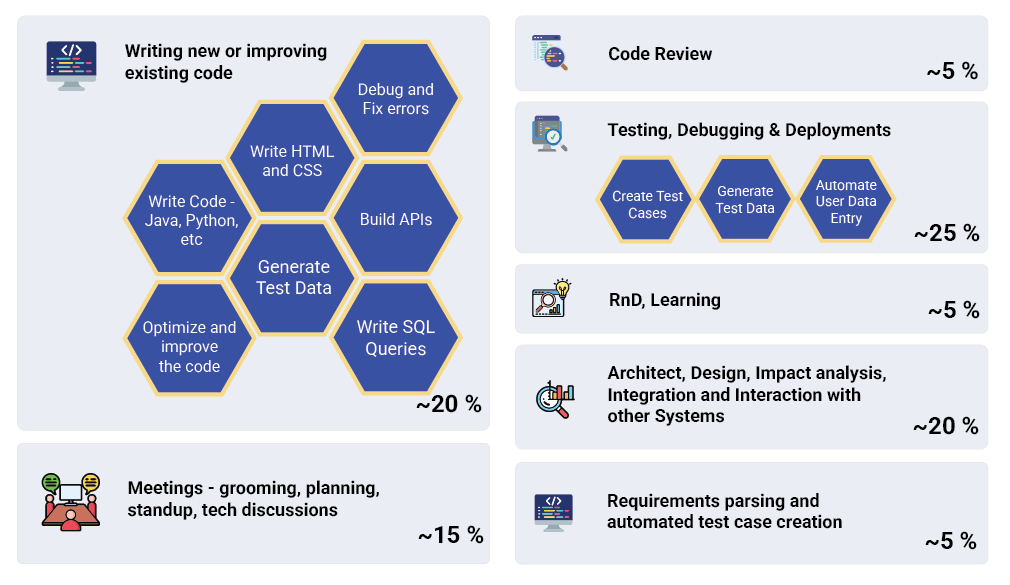 Writing new or improving
existing code
Debug and
Fix errors
Write HTML
and CSS
Write Code -
Java, Python,
etc
Build APIs
Generate
Test Data
Optimize and
improve
the code
Write SQL
Queries
~20 %
Meetings - grooming, planning,
standup, tech discussions
~15 %
Code Review
~5 %
Testing, Debugging & Deployments
Create Test
Cases
Generate
Test Data
Automate
User Data
Entry
~25 %
RnD, Learning
~5 %
Architect, Design, Impact analysis,
Integration and Interaction with
other Systems
~20 %
Requirements parsing and
automated test case creation
~5 %